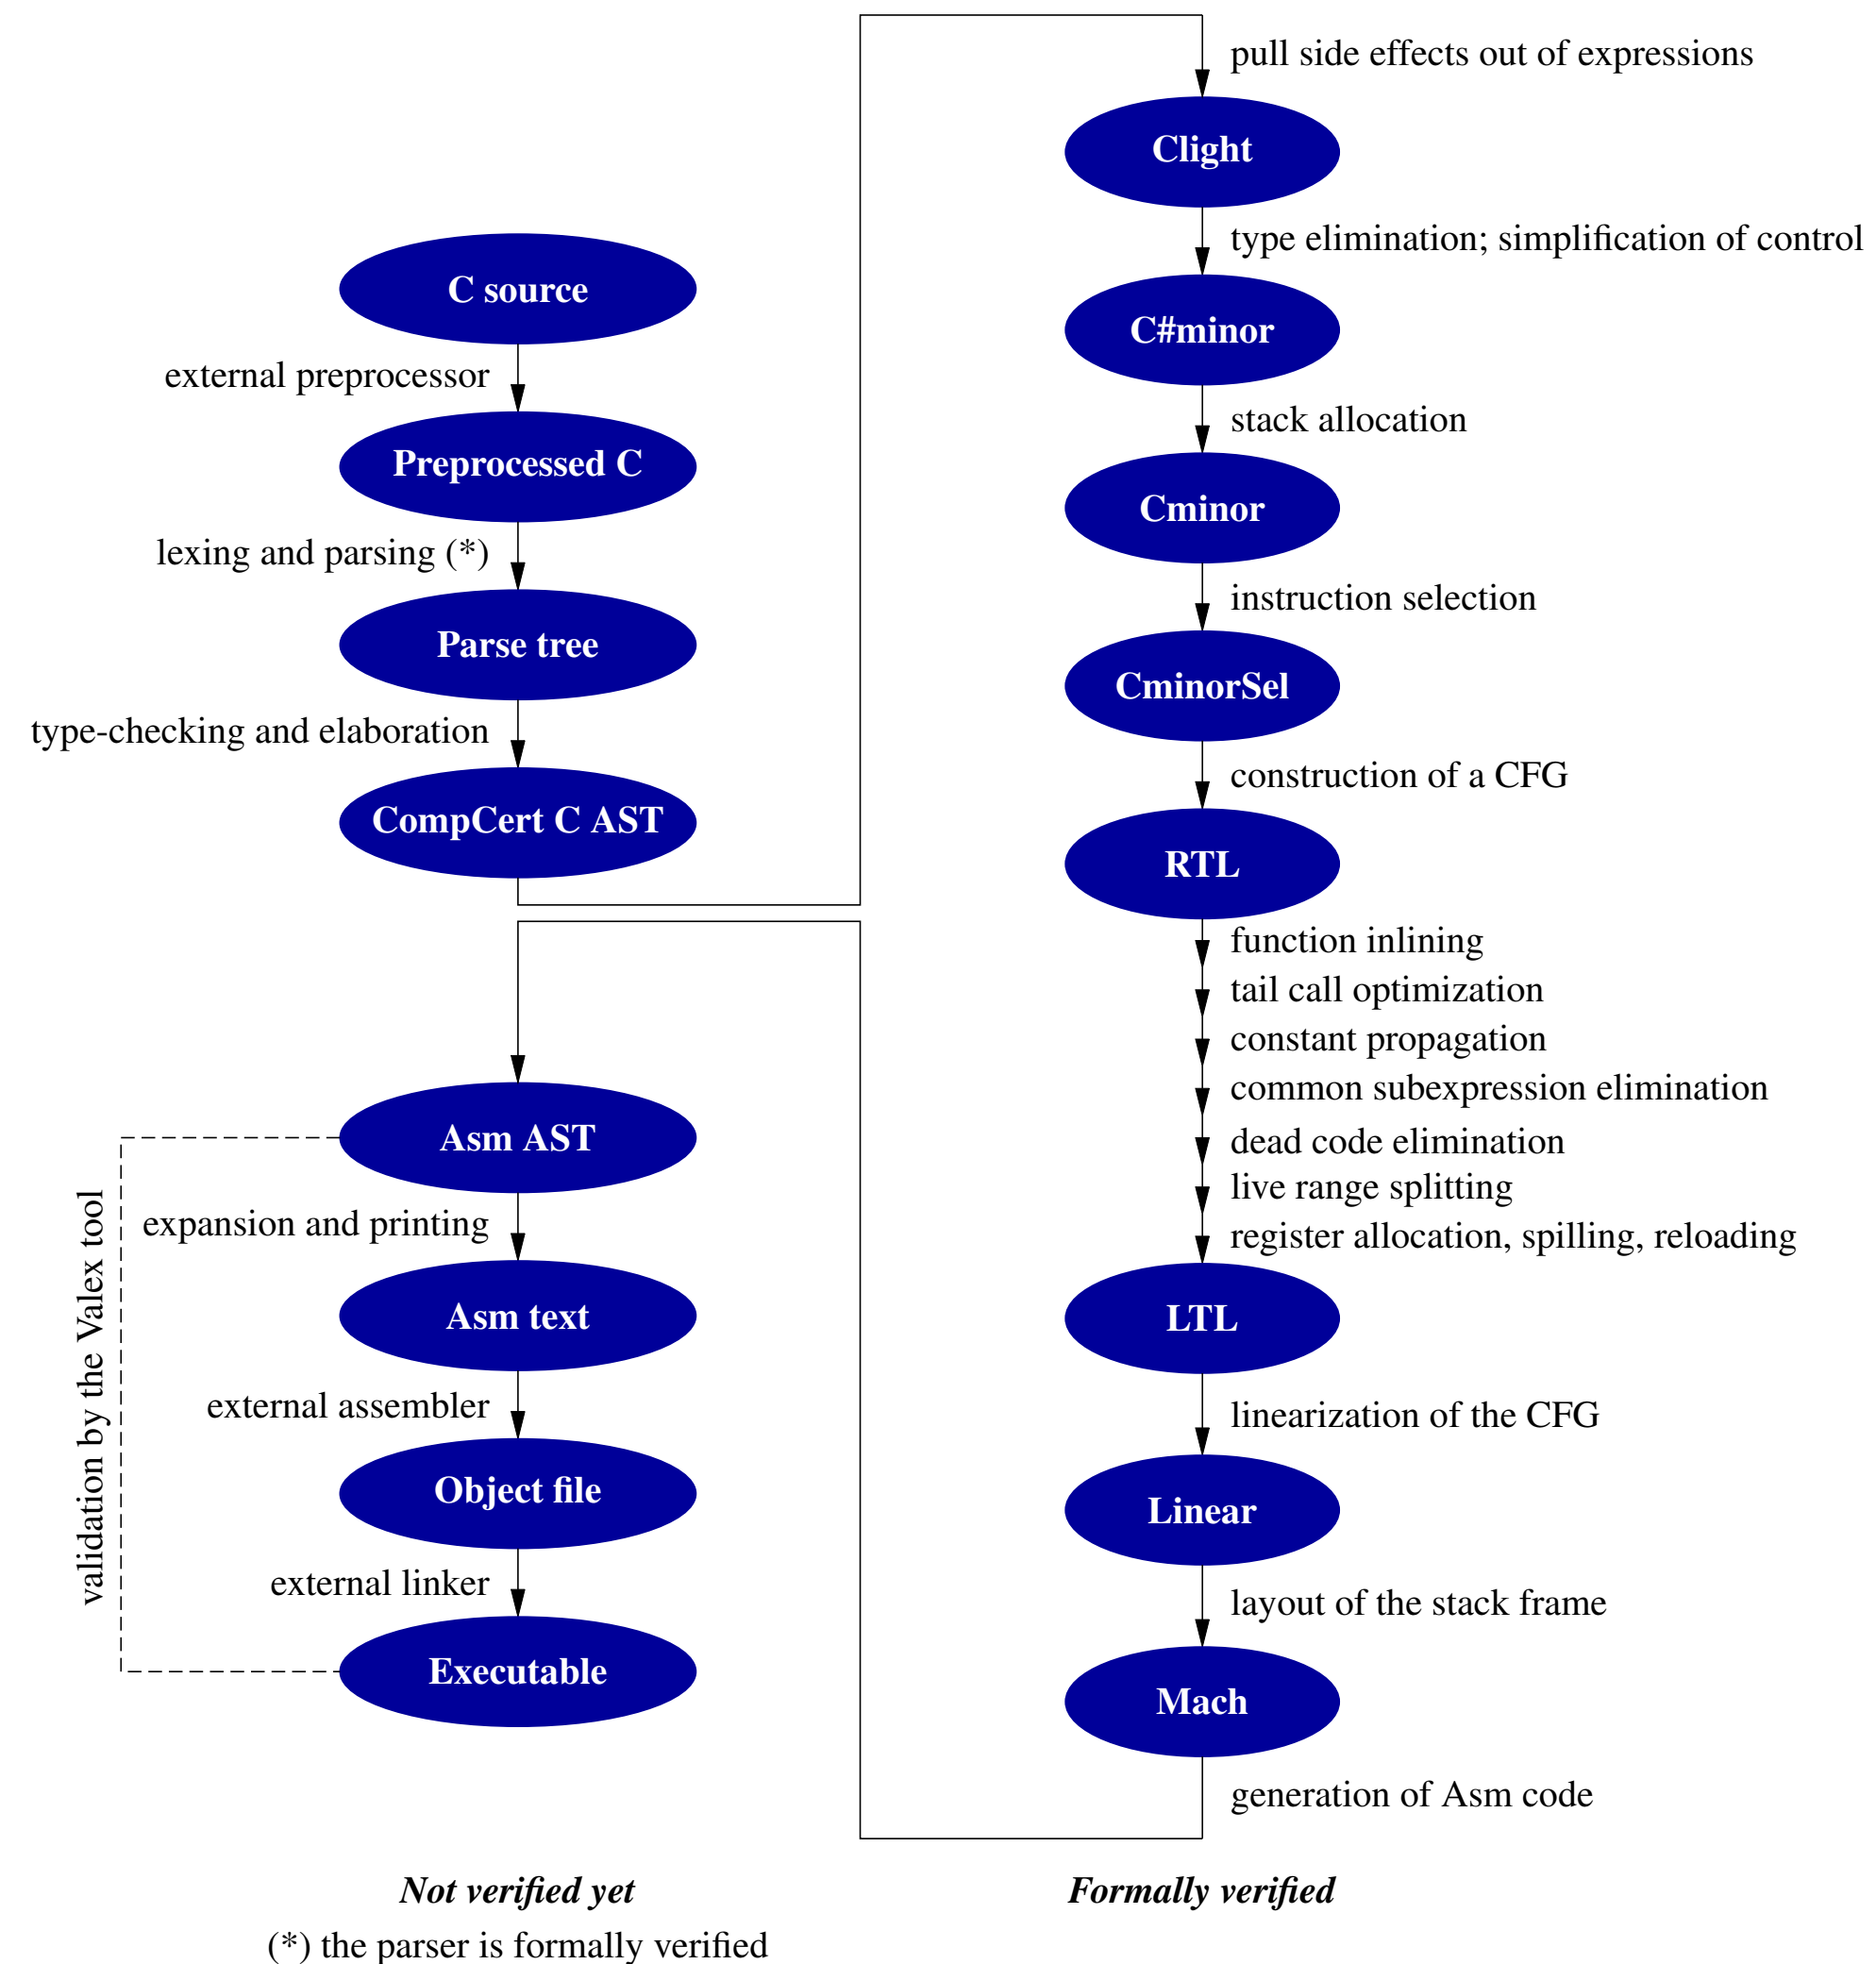 C source
external preprocessor
Preprocessed C
lexing and parsing (*)
Parse tree
type-checking and elaboration
CompCert C AST
pull side effects out of expressions
Clight
type elimination; simplification of control
C#minor
stack allocation
Cminor
instruction selection
CminorSel
construction of a CFG
RTL
function inlining
tail call optimization
constant propagation
common subexpression elimination
dead code elimination
live range splitting
register allocation, spilling, reloading
LTL
linearization of the CFG
Linear
layout of the stack frame
Mach
generation of Asm code
Asm AST
expansion and printing
Asm text
external assembler
Object file
external linker
Executable
validation by the Valex tool
Not verified yet
Formally verified
(*) the parser is formally verified